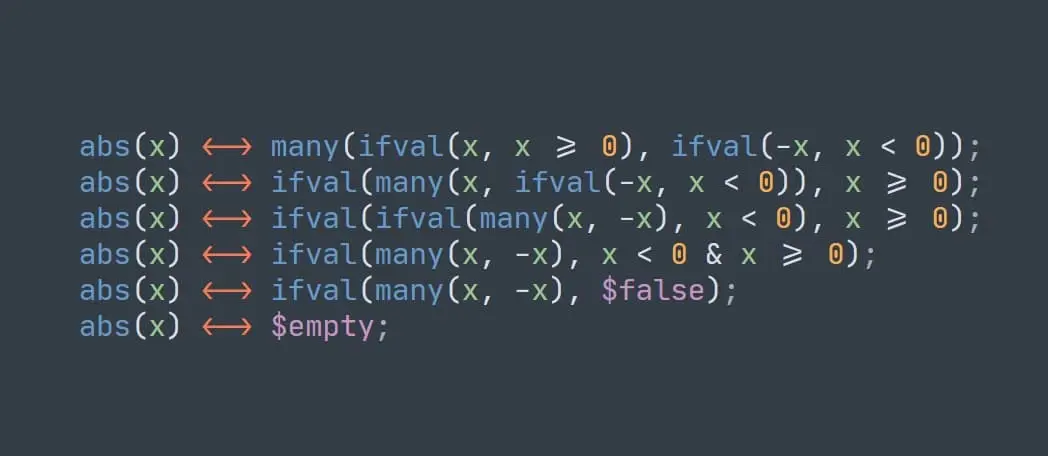 abs(x) ⟷ many(ifval(x, x ⩾ 0), ifval(-x, x < 0));
abs(x) ⟷ ifval(many(x, ifval(-x, x < 0)), x ⩾ 0);
abs(x) ⟷ ifval(ifval(many(x, -x), x < 0), x ⩾ 0);
abs(x) ⟷ ifval(many(x, -x), x < 0 & x ⩾ 0);
abs(x) ⟷ ifval(many(x, -x), $false);
abs(x) ⟷ $empty;